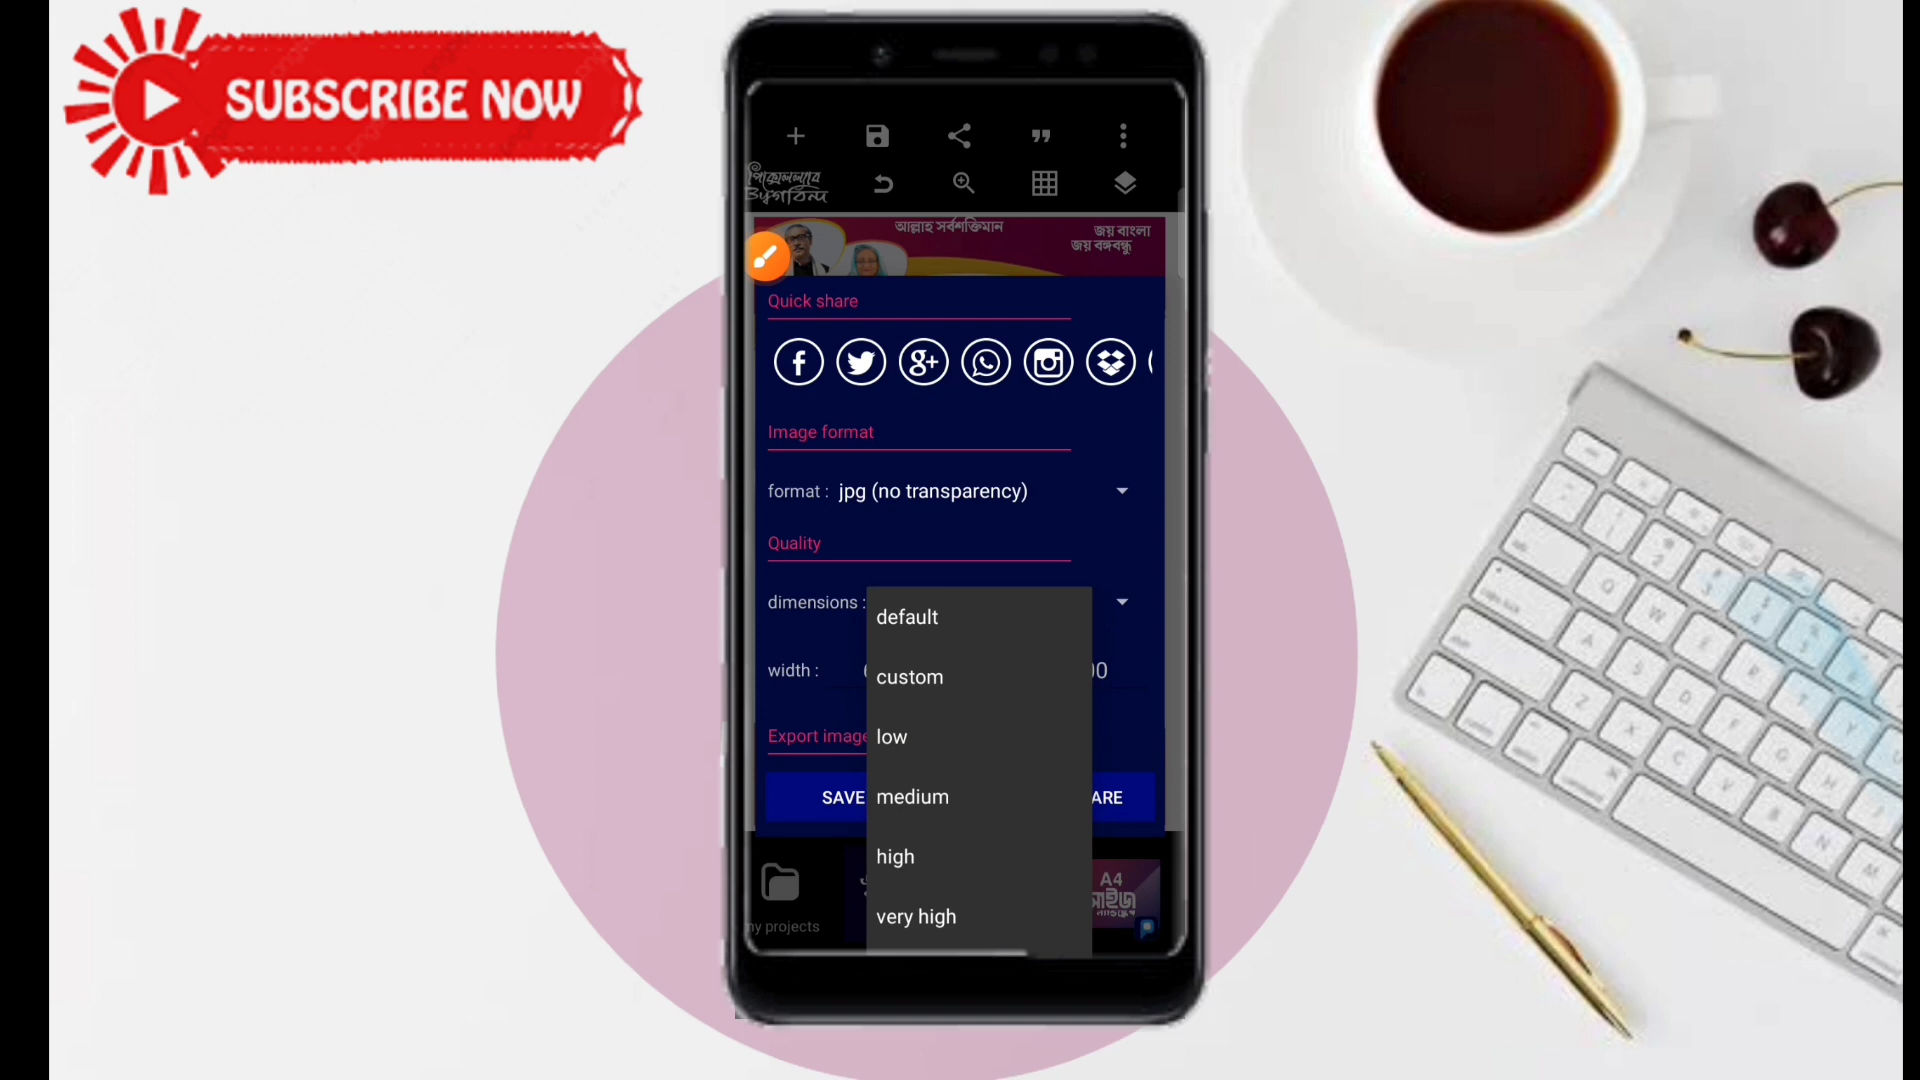 SUBSCRIBE NOW
আল্লাহ সর্বশক্তিমান
জয় বাংলা
জয় বঙ্গবন্ধু
Quick share
Image format
format : jpg (no transparency)
Quality
dimensions :
default
width :
custom
Export image
low
SAVE
medium
ARE
high
very high
my projects
A4